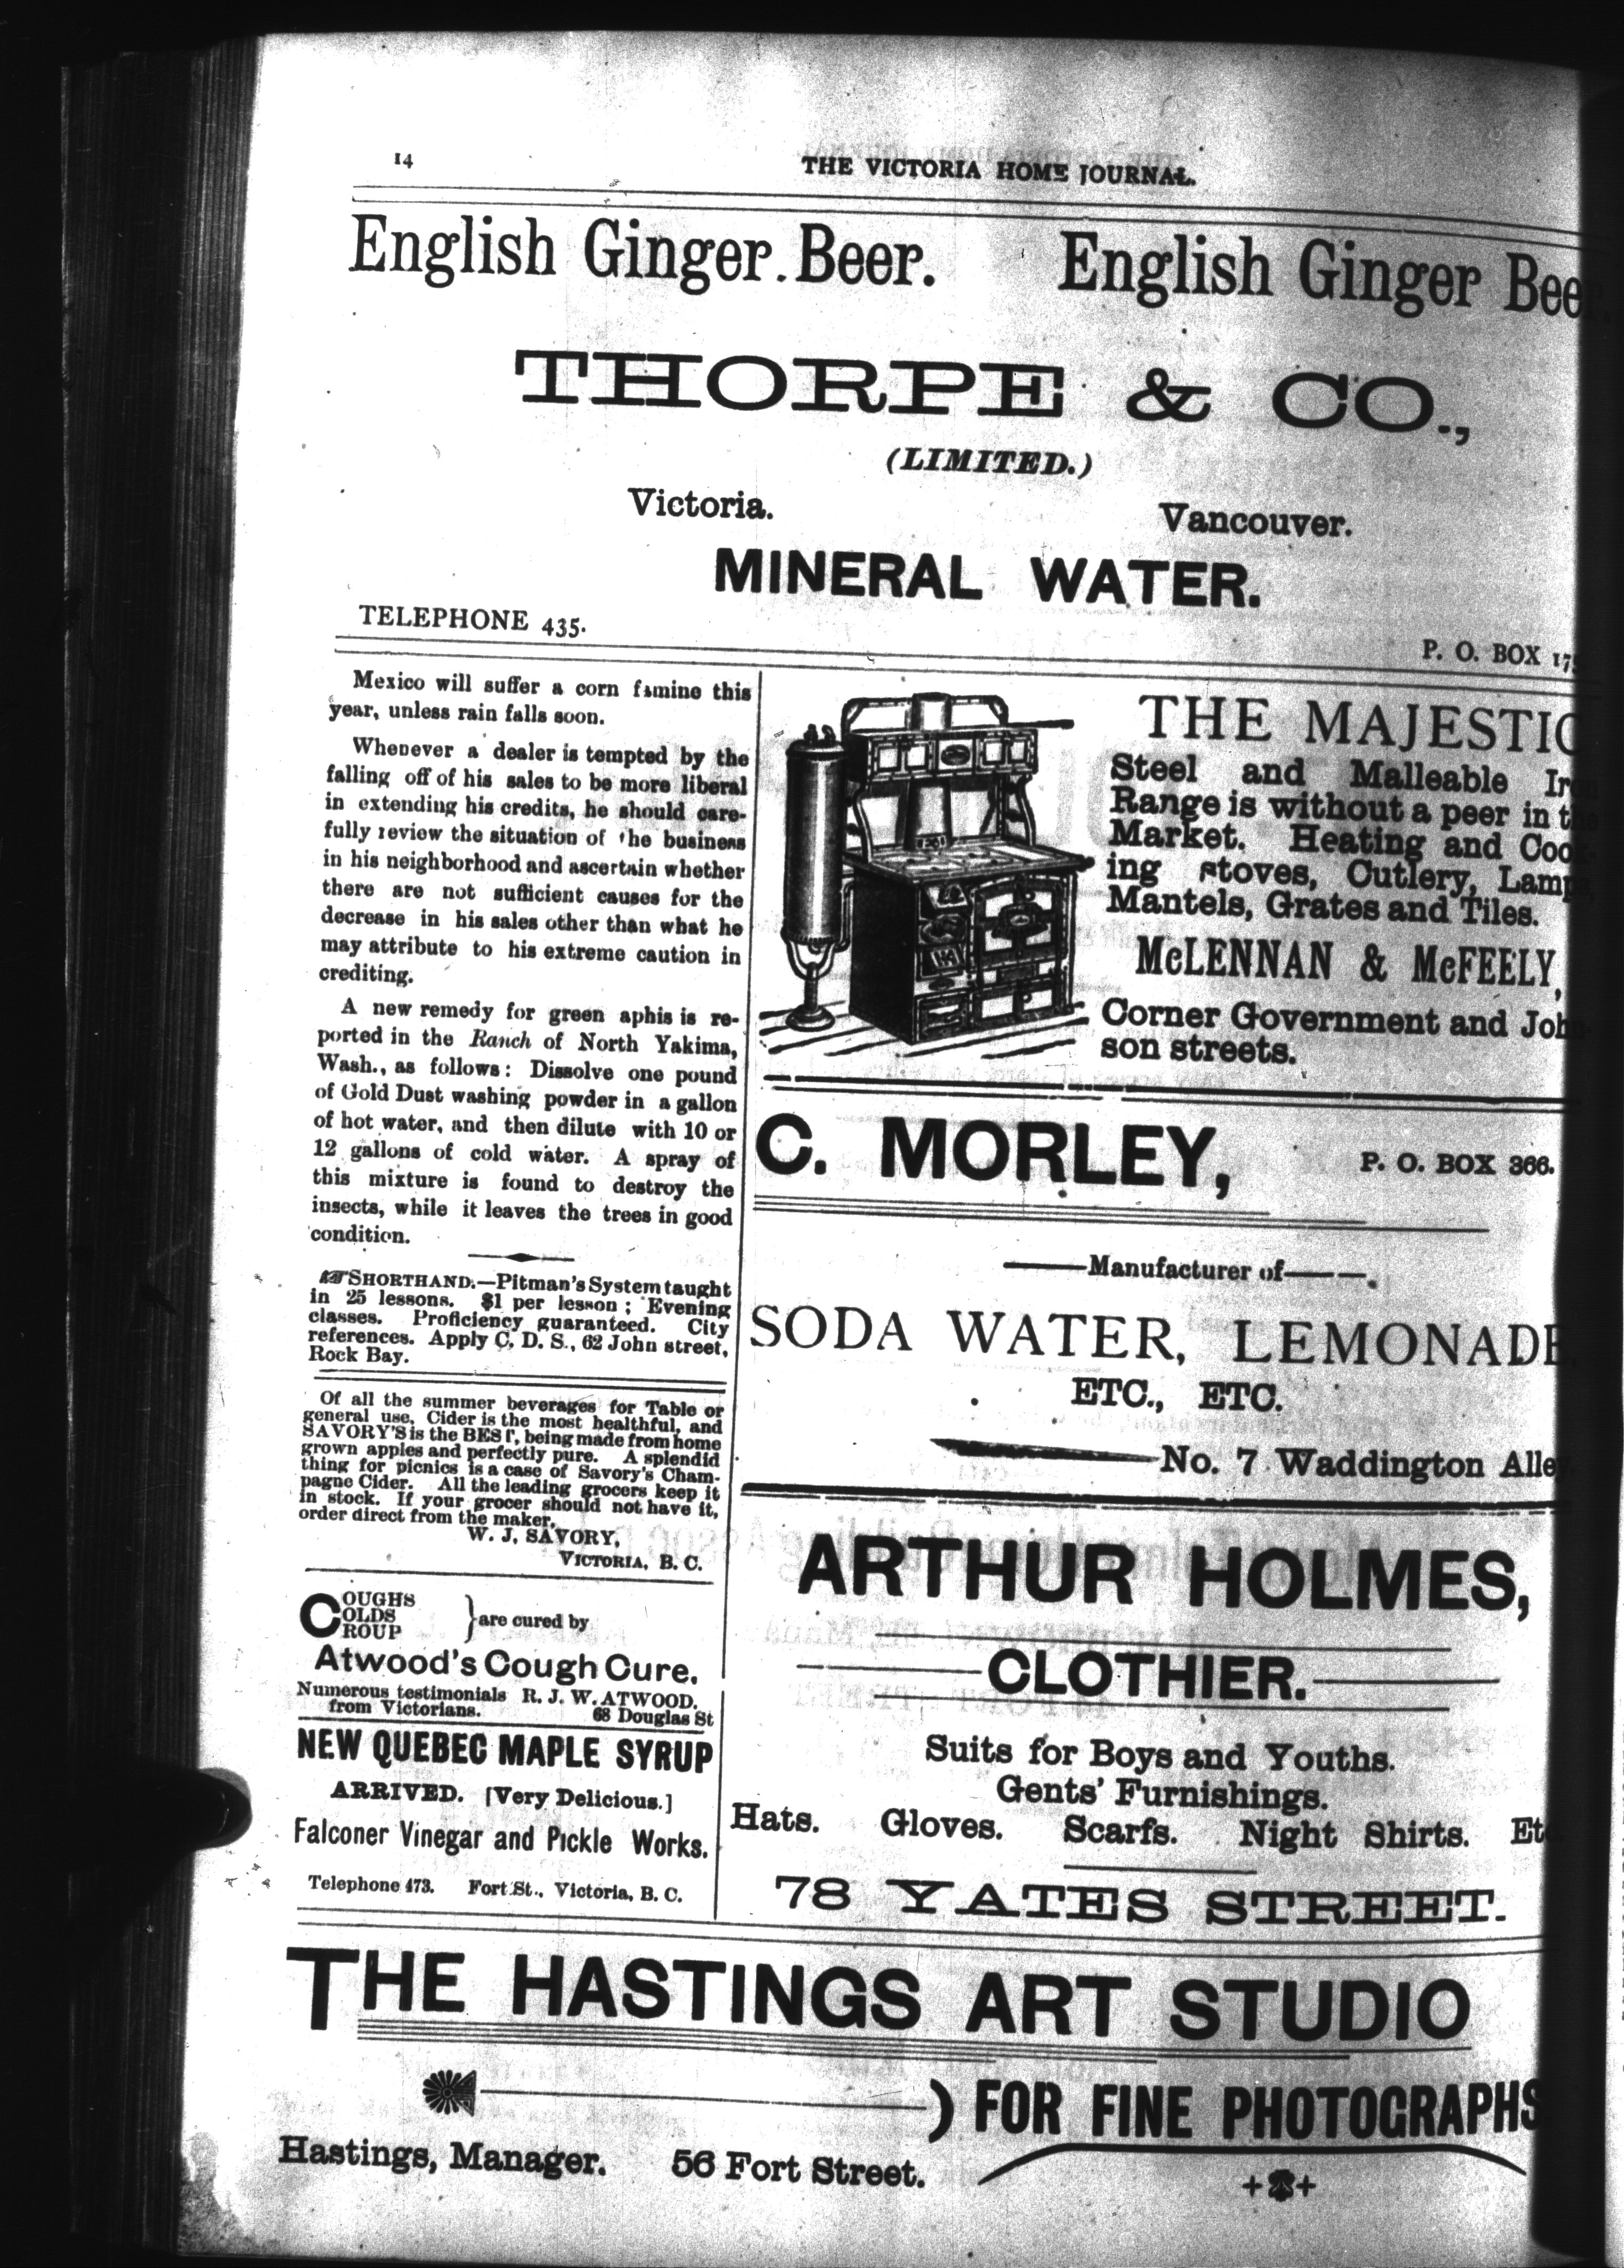 14
THE VICTORIA HOME JOURNAL.
English Ginger. Beer. English Ginger Bee
THORPE & CO.,
(LIMITED.)
Victoria. Vancouver.
MINERAL WATER.
TELEPHONE 435.
P. O. BOX 175
Mexico will suffer a corn famine this
year, unless rain falls soon.
Whenever a dealer is tempted by the
falling off of his sales to be more liberal
in extending his credits, he should care-
fully review the situation of the business
in his neighborhood and ascertain whether
there are not sufficient causes for the
decrease in his sales other than what he
may attribute to his extreme caution in
crediting.
A new remedy for green aphis is re-
ported in the Ranch of North Yakima,
Wash., as follows: Dissolve one pound
of Gold Dust washing powder in a gallon
of hot water, and then dilute with 10 or
12 gallons of cold water. A spray of
this mixture is found to destroy the
insects, while it leaves the trees in good
condition.
SHORTHAND.—Pitman's System taught
in 25 lessons. $1 per lesson; Evening
classes. Proficiency guaranteed. City
references. Apply C. D. S., 62 John street,
Rock Bay.
Of all the summer beverages for Table or
general use, Cider is the most healthful, and
SAVORY'S is the BEST, being made from home
grown apples and perfectly pure. A splendid
thing for picnics is a case of Savory's Cham-
pagne Cider. All the leading grocers keep it
in stock. If your grocer should not have it,
order direct from the maker.
W. J. SAVORY,
VICTORIA, B. C.
COUGHS
COLDS
CROUP
} are cured by
Atwood's Cough Cure.
Numerous testimonials R. J. W. ATWOOD.
from Victorians. 68 Douglas St
NEW QUEBEC MAPLE SYRUP
ARRIVED. [Very Delicious.]
Falconer Vinegar and Pickle Works.
Telephone 473. Fort St., Victoria, B. C.
THE MAJESTIC
Steel and Malleable Iron
Range is without a peer in the
Market. Heating and Cook
ing stoves, Cutlery, Lamp
Mantels, Grates and Tiles.
McLENNAN & McFEELY,
Corner Government and John
son streets.
C. MORLEY, P. O. BOX 366.
——Manufacturer of——.
SODA WATER, LEMONADE
ETC., ETC.
No. 7 Waddington Alle
ARTHUR HOLMES,
CLOTHIER.
Suits for Boys and Youths.
Gents' Furnishings.
Hats. Gloves. Scarfs. Night Shirts. Etc
78 YATES STREET.
THE HASTINGS ART STUDIO
) FOR FINE PHOTOGRAPHS
Hastings, Manager. 56 Fort Street.